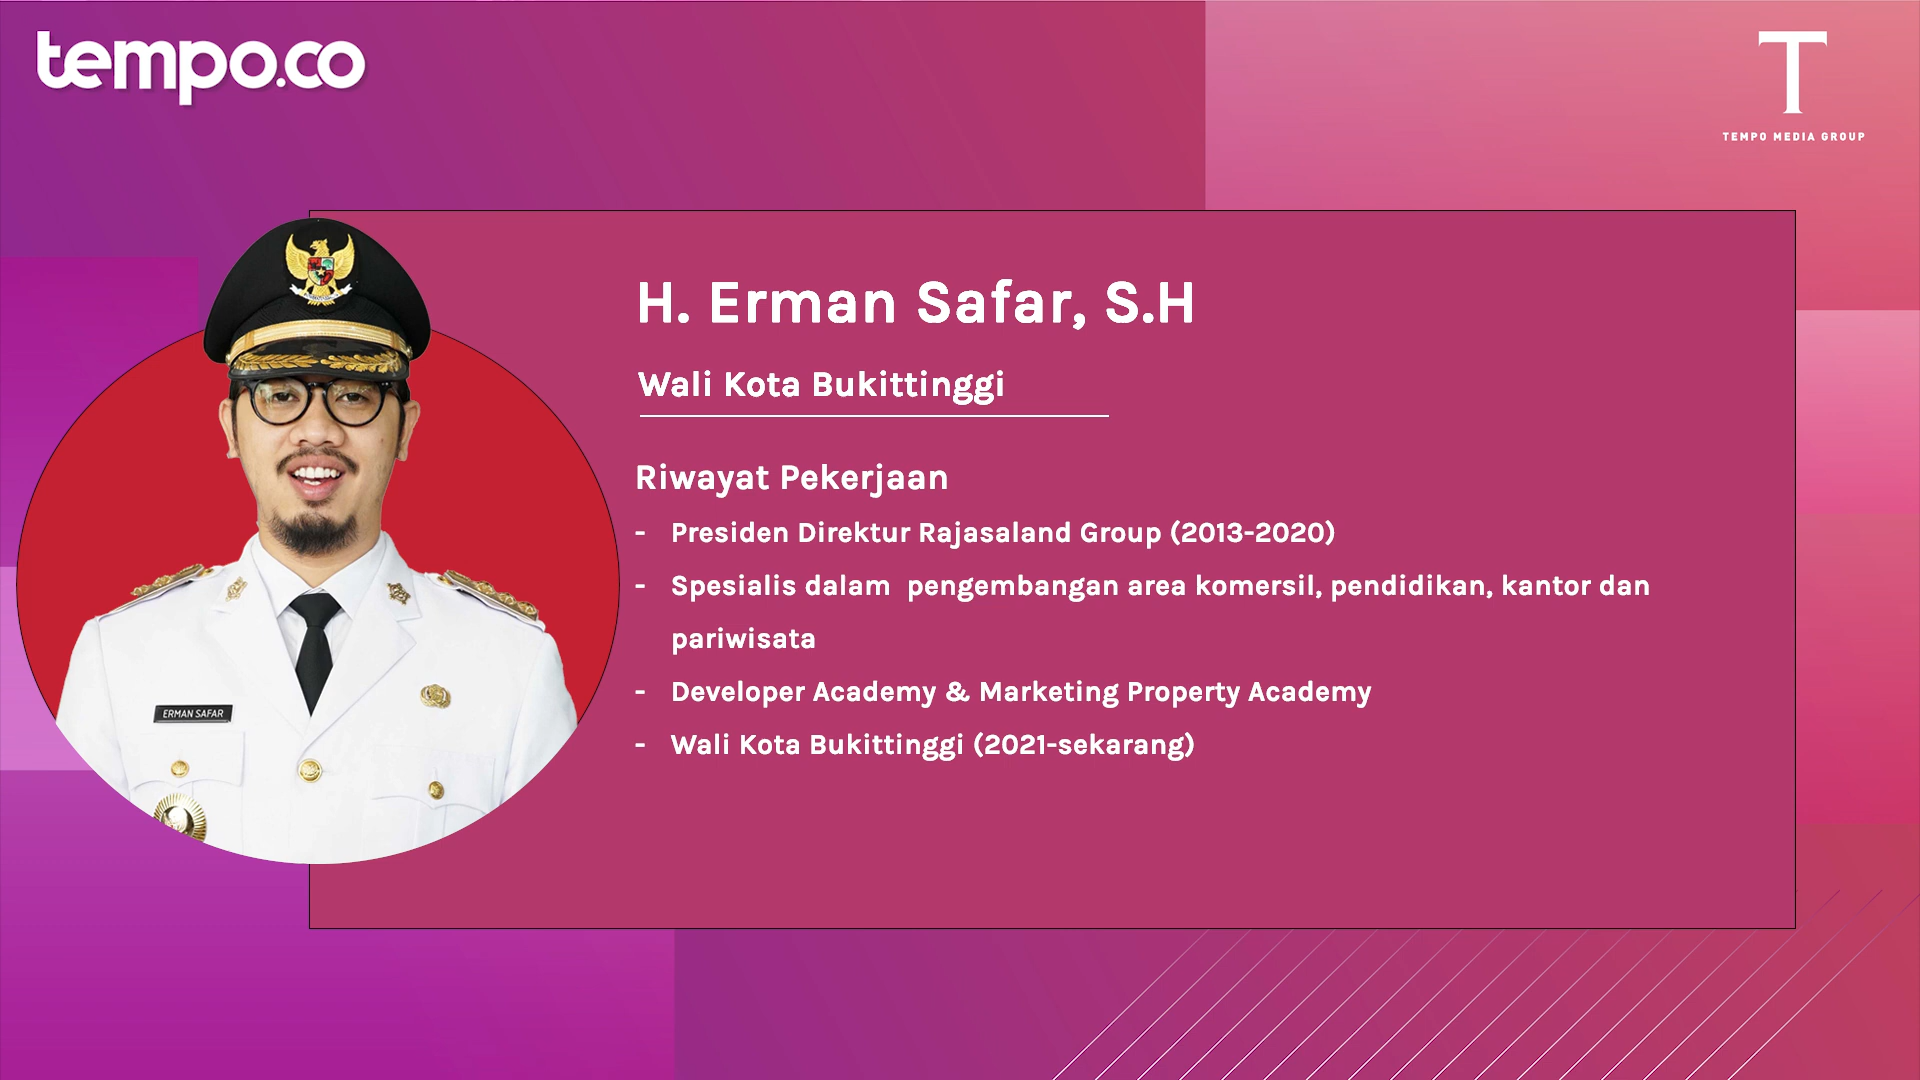 tempo.co
T
TEMPO MEDIA GROUP
H. Erman Safar, S.H
Wali Kota Bukittinggi
Riwayat Pekerjaan
- Presiden Direktur Rajasaland Group (2013-2020)
- Spesialis dalam  pengembangan area komersil, pendidikan, kantor dan
pariwisata
- Developer Academy & Marketing Property Academy
- Wali Kota Bukittinggi (2021-sekarang)
ERMAN SAFAR